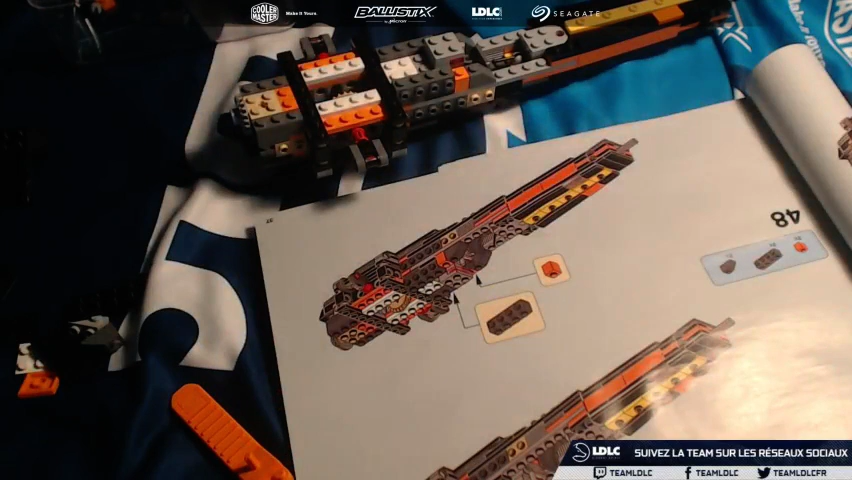 COOLER MASTER
Make It Yours.
BALLISTIX
by Micron
LDLC
SEAGATE
48
LDLC
SUIVEZ LA TEAM SUR LES RÉSEAUX SOCIAUX
TEAMLDLC
TEAMLDLC
TEAMLDLCFR